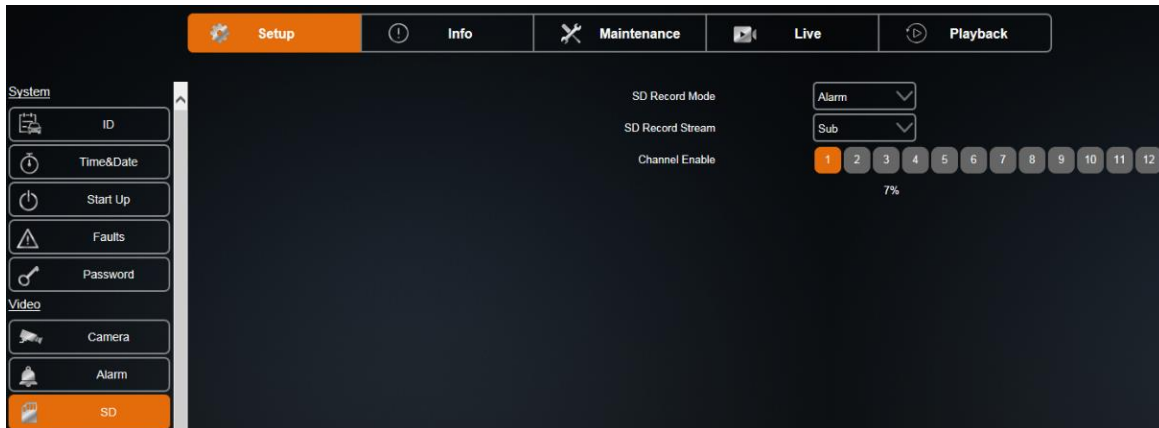 Setup Info Maintenance Live Playback
System
ID
Time&Date
Start Up
Faults
Password
Video
Camera
Alarm
SD
SD Record Mode Alarm
SD Record Stream Sub
Channel Enable 1 2 3 4 5 6 7 8 9 10 11 12
7%